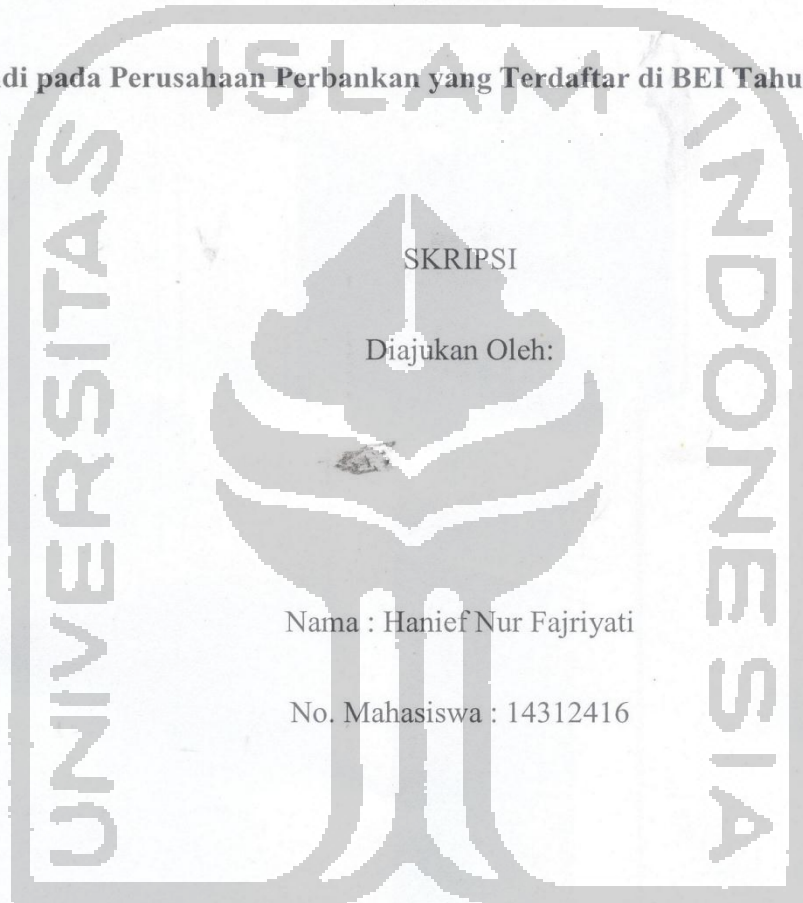 ISLAM
di pada Perusahaan Perbankan yang Terdaftar di BEI
UNIVERSITAS
INDONESIA
SKRIPSI
Diajukan Oleh:
Nama : Hanief Nur Fajriyati
No. Mahasiswa : 14312416